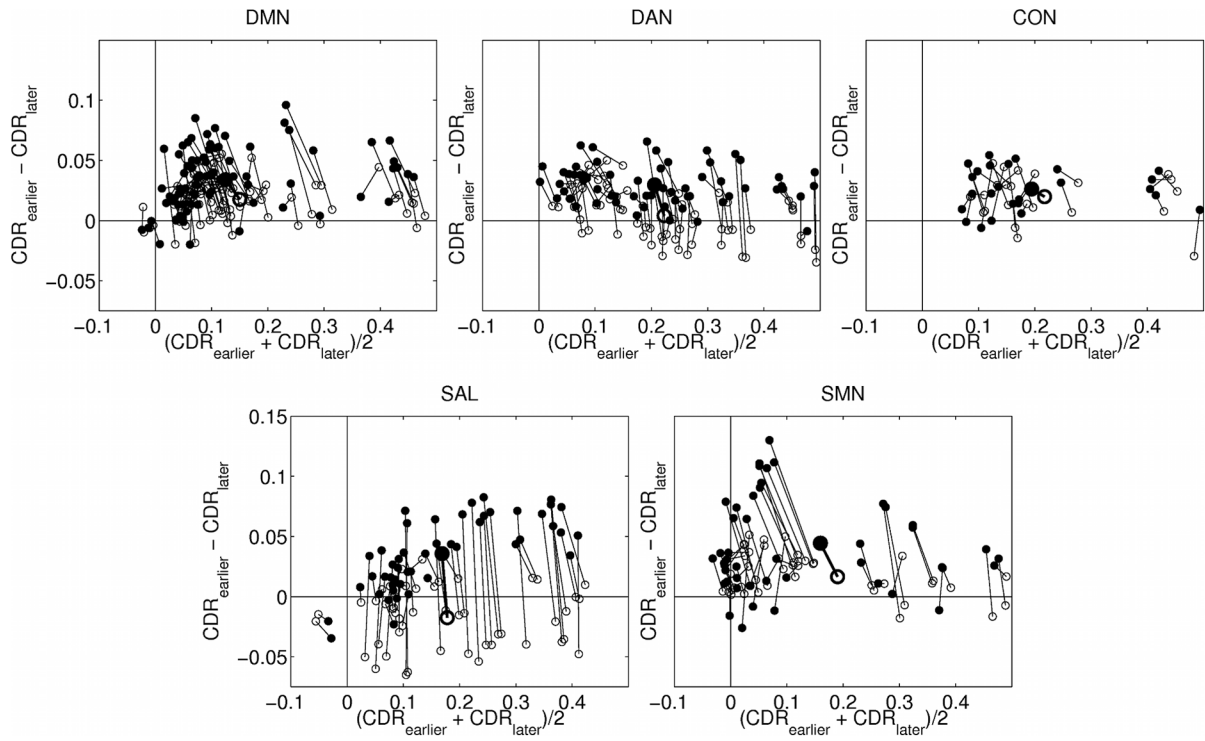 DMN DAN CON
CDR_earlier − CDR_later CDR_earlier − CDR_later CDR_earlier − CDR_later
0.1
0.05
0
−0.05
−0.1 0 0.1 0.2 0.3 0.4 −0.1 0 0.1 0.2 0.3 0.4 −0.1 0 0.1 0.2 0.3 0.4
(CDR_earlier + CDR_later)/2 (CDR_earlier + CDR_later)/2 (CDR_earlier + CDR_later)/2
SAL SMN
CDR_earlier − CDR_later CDR_earlier − CDR_later
0.15
0.1
0.05
0
−0.05
−0.1 0 0.1 0.2 0.3 0.4 −0.1 0 0.1 0.2 0.3 0.4
(CDR_earlier + CDR_later)/2 (CDR_earlier + CDR_later)/2